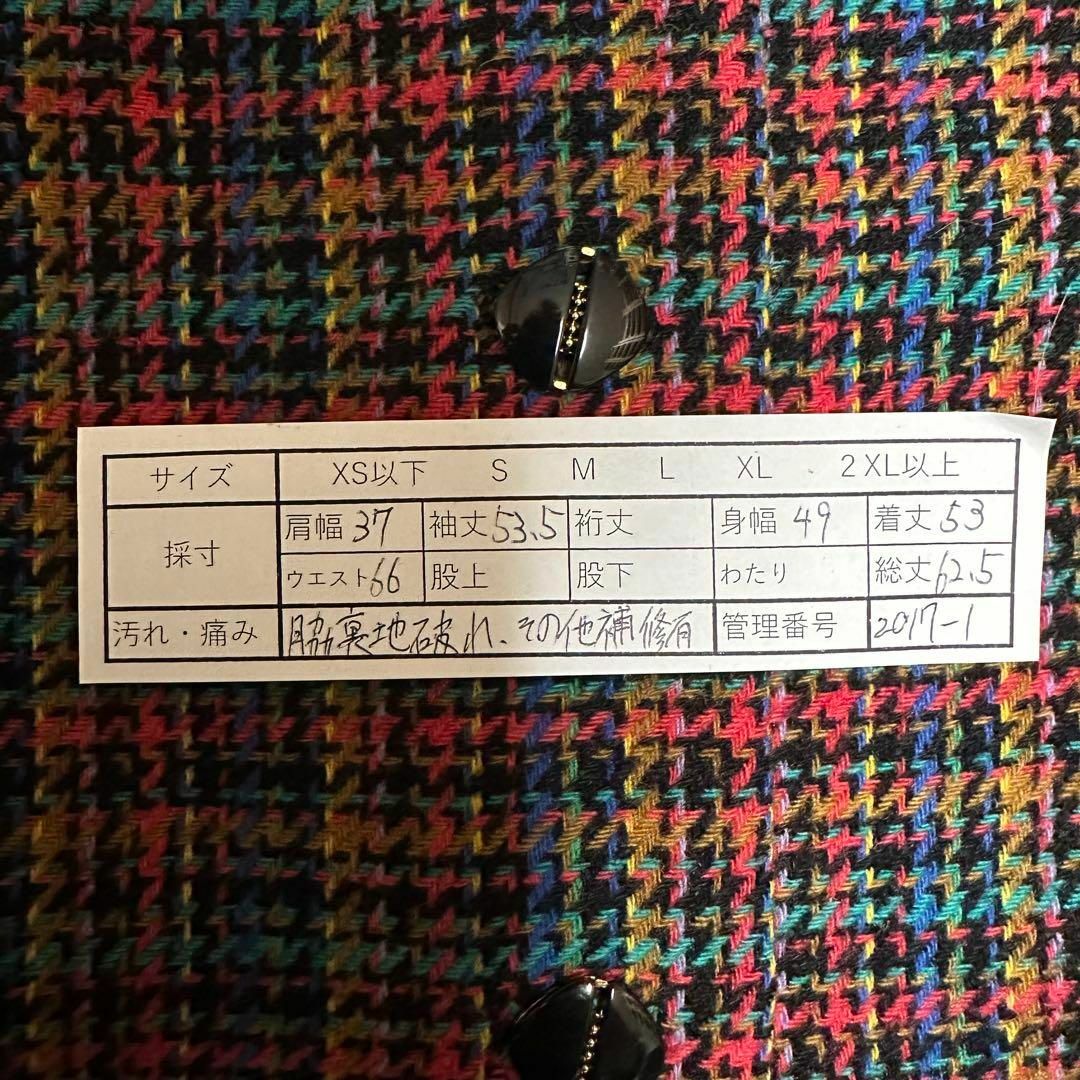 サイズ XS以下 S M L XL 2XL以上
採寸 肩幅 37 袖丈 53.5 裄丈 身幅 49 着丈 53
ウエスト 66 股上 股下 わたり 総丈 62.5
汚れ・痛み 脇裏地破れ、その他補修有 管理番号 2017-1